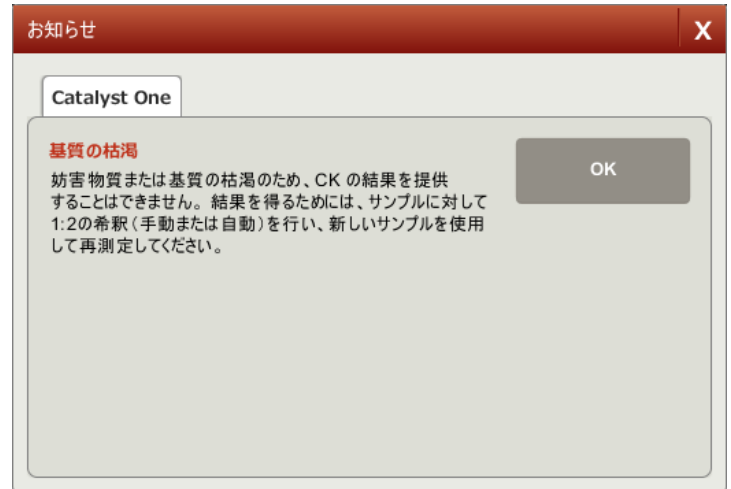 お知らせ
X
Catalyst One
基質の枯渇
OK
妨害物質または基質の枯渇のため、CK の結果を提供
することはできません。結果を得るためには、サンプルに対して
1:2の希釈(手動または自動)を行い、新しいサンプルを使用
して再測定してください。